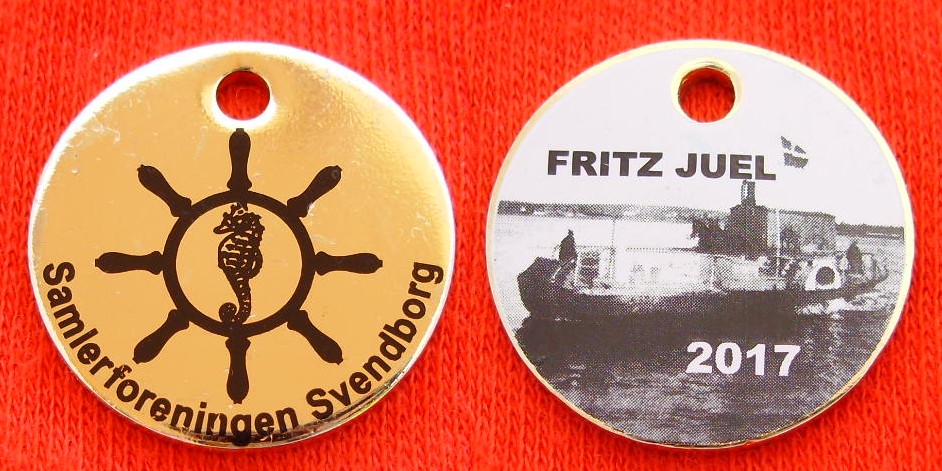 Samlerforeningen Svendborg
FRITZ JUEL
2017